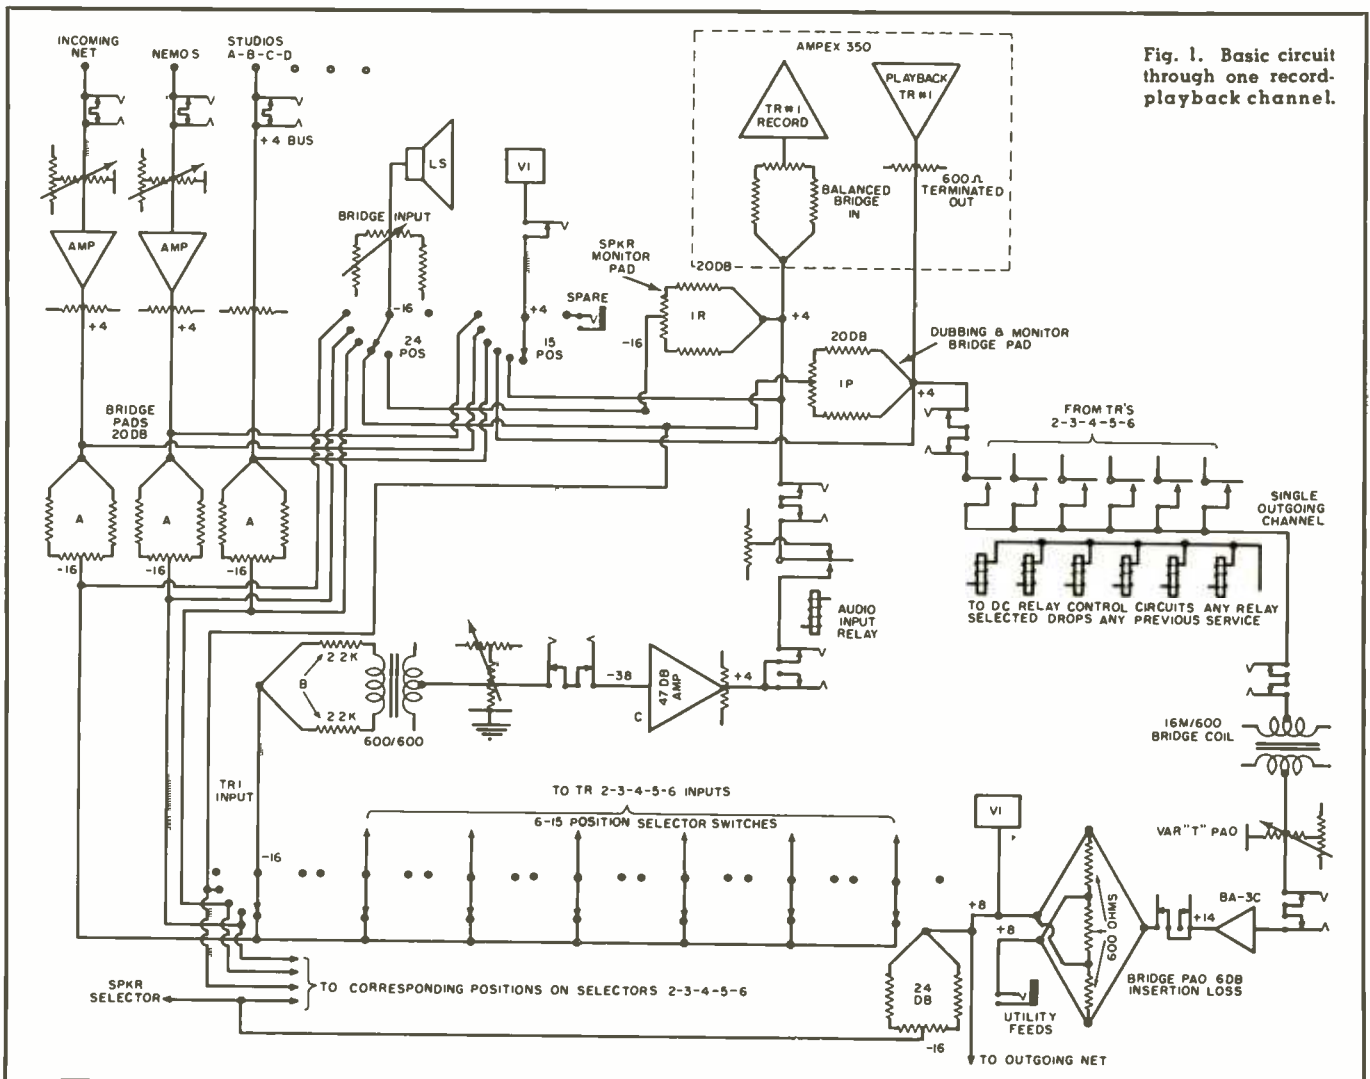 Fig. 1. Basic circuit
through one record-
playback channel.
INCOMING
NET
NEMOS
STUDIOS
A-B-C-D
+4 BUS
AMP
AMP
+4
+4
BRIDGE INPUT
LS
VI
-16
24
POS
+4
15
POS
SPARE
AMPEX 350
TR#1
RECORD
PLAYBACK
TR#1
BALANCED
BRIDGE
IN
600Ω
TERMINATED
OUT
SPKR
MONITOR
PAD
20DB
1R
-16
+4
20DB
1P
DUBBING & MONITOR
BRIDGE PAD
+4
FROM TR'S
2-3-4-5-6
SINGLE
OUTGOING
CHANNEL
TO DC RELAY CONTROL CIRCUITS ANY RELAY
SELECTED DROPS ANY PREVIOUS SERVICE
BRIDGE
PADS
20DB
A
A
A
-16
-16
-16
AUDIO
INPUT
RELAY
2.2K
B
2.2K
600/600
-38
47 DB
AMP
C
+4
16M/600
BRIDGE COIL
TR1
INPUT
-16
TO TR 2-3-4-5-6 INPUTS
6-15 POSITION SELECTOR SWITCHES
VI
VAR "T" PAD
+8
+8
600 OHMS
+14
BA-3C
BRIDGE PAD 6DB
INSERTION LOSS
SPKR
SELECTOR
TO CORRESPONDING POSITIONS ON SELECTORS 2-3-4-5-6
24
DB
-16
UTILITY
FEEDS
TO OUTGOING NET